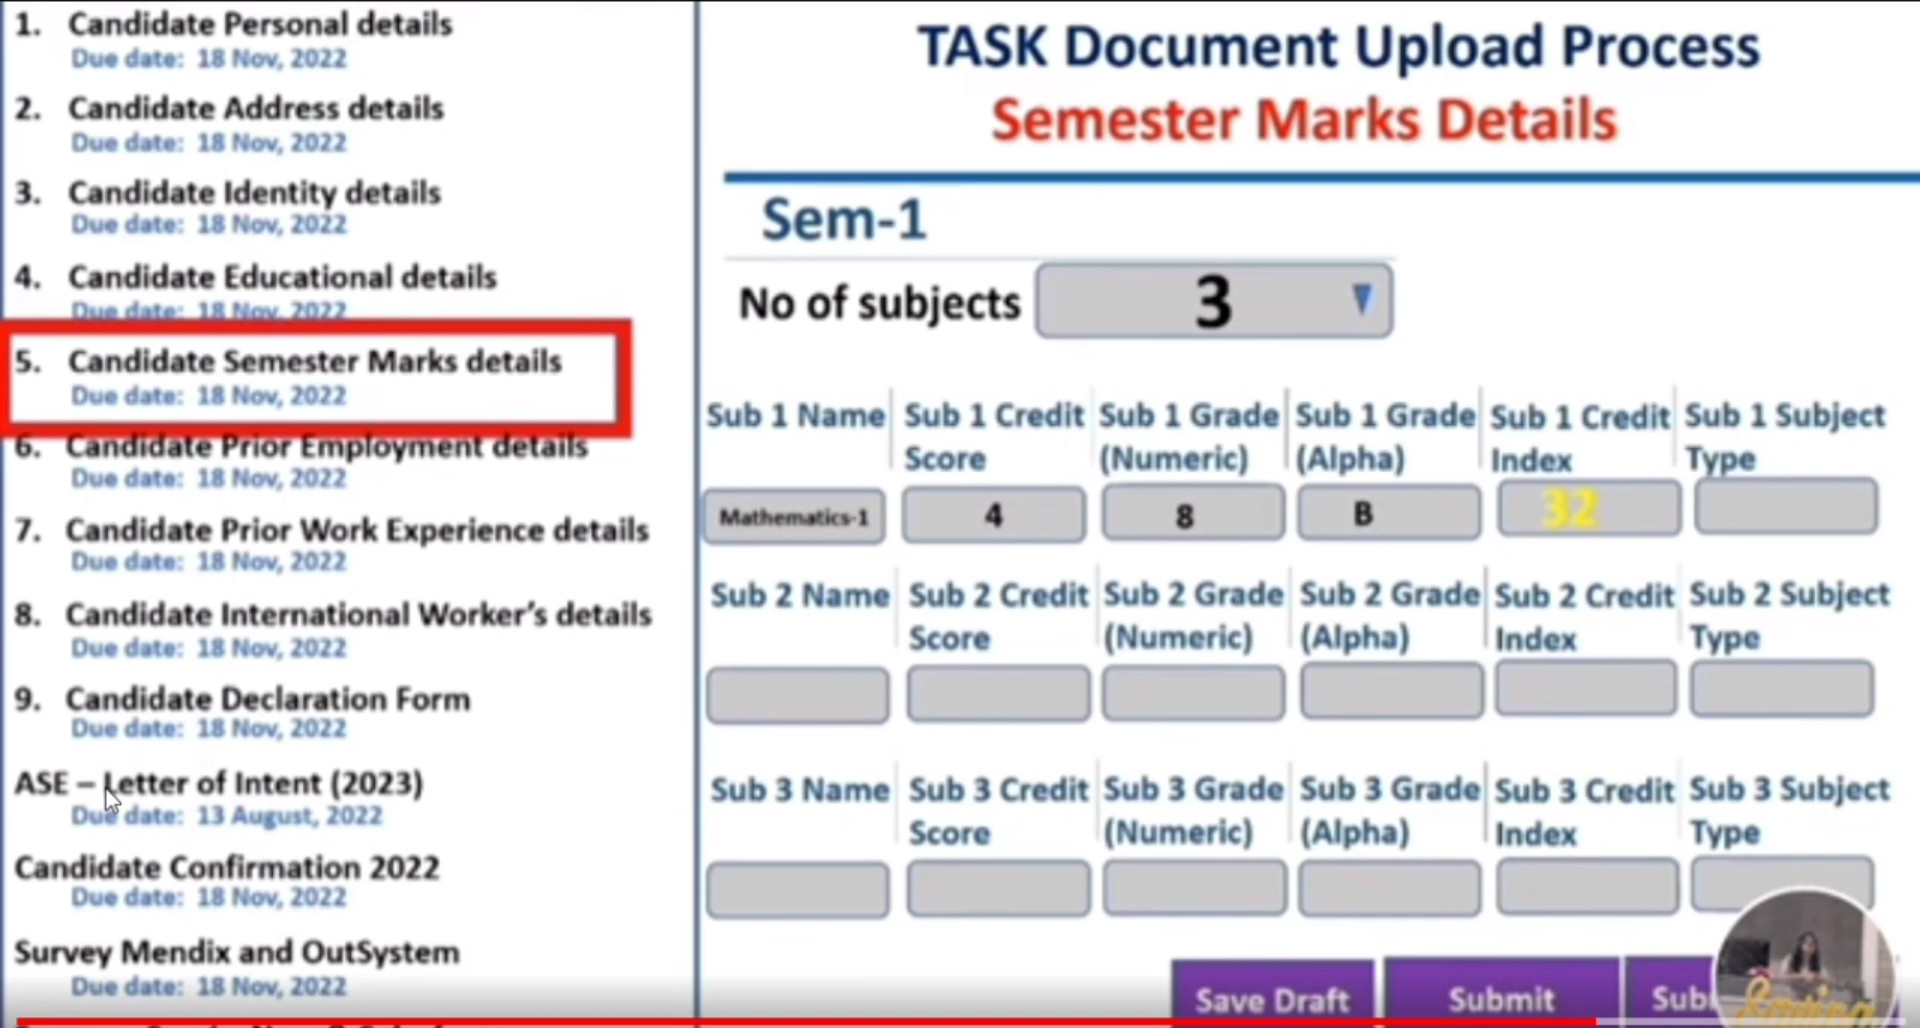 1. Candidate Personal details
Due date: 18 Nov, 2022
2. Candidate Address details
Due date: 18 Nov, 2022
3. Candidate Identity details
Due date: 18 Nov, 2022
4. Candidate Educational details
Due date: 18 Nov, 2022
5. Candidate Semester Marks details
Due date: 18 Nov, 2022
6. Candidate Prior Employment details
Due date: 18 Nov, 2022
7. Candidate Prior Work Experience details
Due date: 18 Nov, 2022
8. Candidate International Worker's details
Due date: 18 Nov, 2022
9. Candidate Declaration Form
Due date: 18 Nov, 2022
ASE – Letter of Intent (2023)
Due date: 13 August, 2022
Candidate Confirmation 2022
Due date: 18 Nov, 2022
Survey Mendix and OutSystem
Due date: 18 Nov, 2022
TASK Document Upload Process
Semester Marks Details
Sem-1
No of subjects 3
Sub 1 Name Sub 1 Credit Sub 1 Grade Sub 1 Grade Sub 1 Credit Sub 1 Subject
Score (Numeric) (Alpha) Index Type
Mathematics-1 4 8 B 32
Sub 2 Name Sub 2 Credit Sub 2 Grade Sub 2 Grade Sub 2 Credit Sub 2 Subject
Score (Numeric) (Alpha) Index Type
Sub 3 Name Sub 3 Credit Sub 3 Grade Sub 3 Grade Sub 3 Credit Sub 3 Subject
Score (Numeric) (Alpha) Index Type
Save Draft Submit